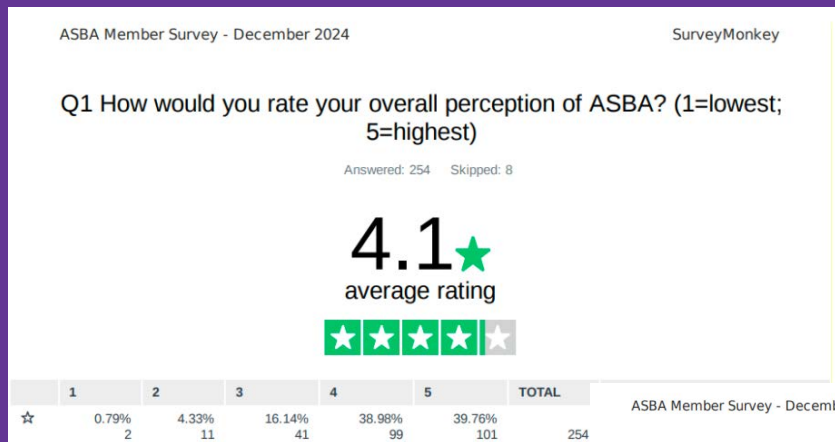 ASBA Member Survey - December 2024 SurveyMonkey
Q1 How would you rate your overall perception of ASBA? (1=lowest;
5=highest)
Answered: 254 Skipped: 8
4.1
average rating
1 2 3 4 5 TOTAL
0.79% 4.33% 16.14% 38.98% 39.76%
2 11 41 99 101 254
ASBA Member Survey - Decemb